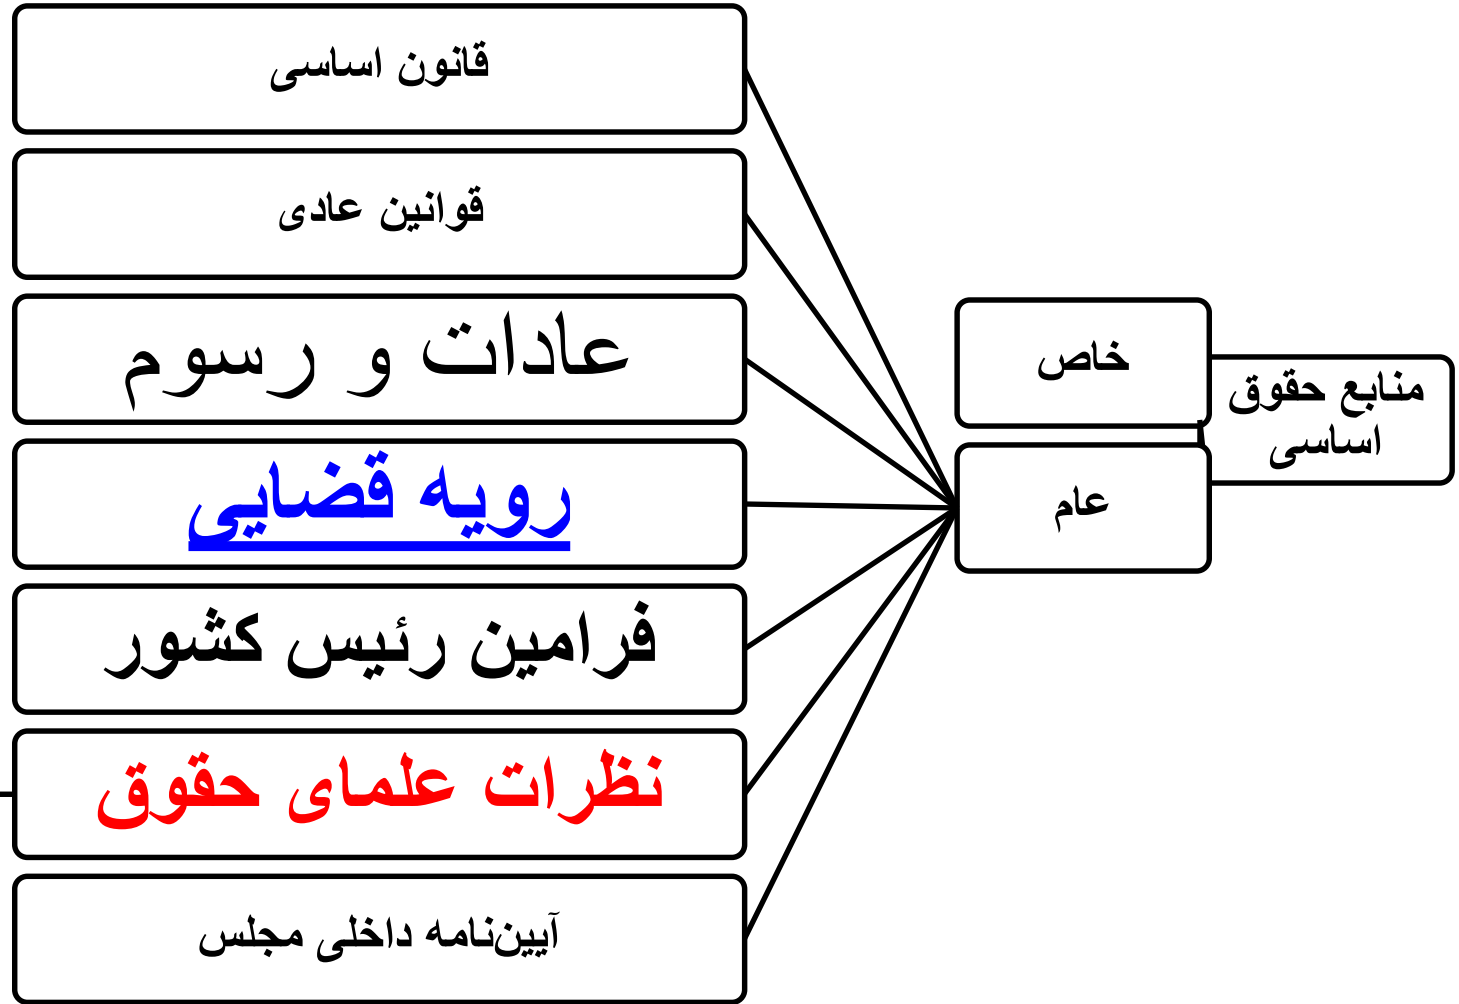 منابع حقوق
اساسی
خاص
عام
قانون اساسی
قوانین عادی
عادات و رسوم
رویه قضایی
فرامین رئیس کشور
نظرات علمای حقوق
آیین‌نامه داخلی مجلس